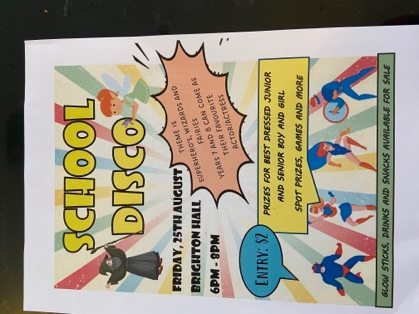 SCHOOL
DISCO
THEME IS
SUPERHERO'S, WIZARDS AND
FAIRIES
YEARS 7 AND 8 CAN COME AS
THEIR FAVOURITE
ACTOR/ACTRESS
FRIDAY, 25TH AUGUST
BRIGHTON HALL
6PM - 8PM
PRIZES FOR BEST DRESSED JUNIOR
AND SENIOR BOY AND GIRL
SPOT PRIZES, GAMES AND MORE
ENTRY: $2
GLOW STICKS, DRINKS AND SNACKS AVAILABLE FOR SALE